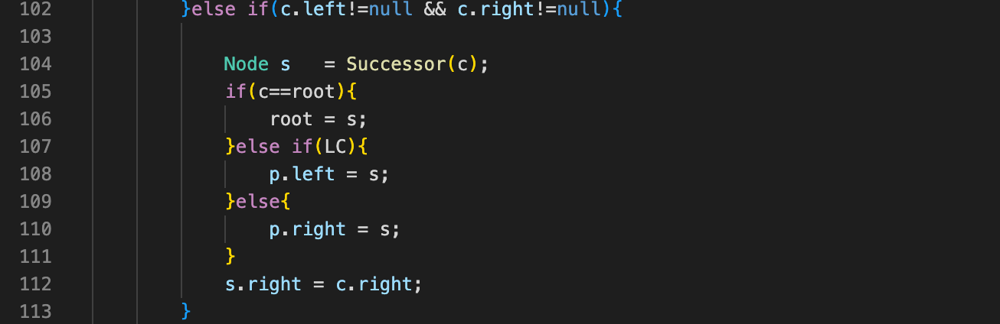 102 }else if(c.left!=null && c.right!=null){
103
104 Node s   = Successor(c);
105 if(c==root){
106 root = s;
107 }else if(LC){
108 p.left = s;
109 }else{
110 p.right = s;
111 }
112 s.right = c.right;
113 }